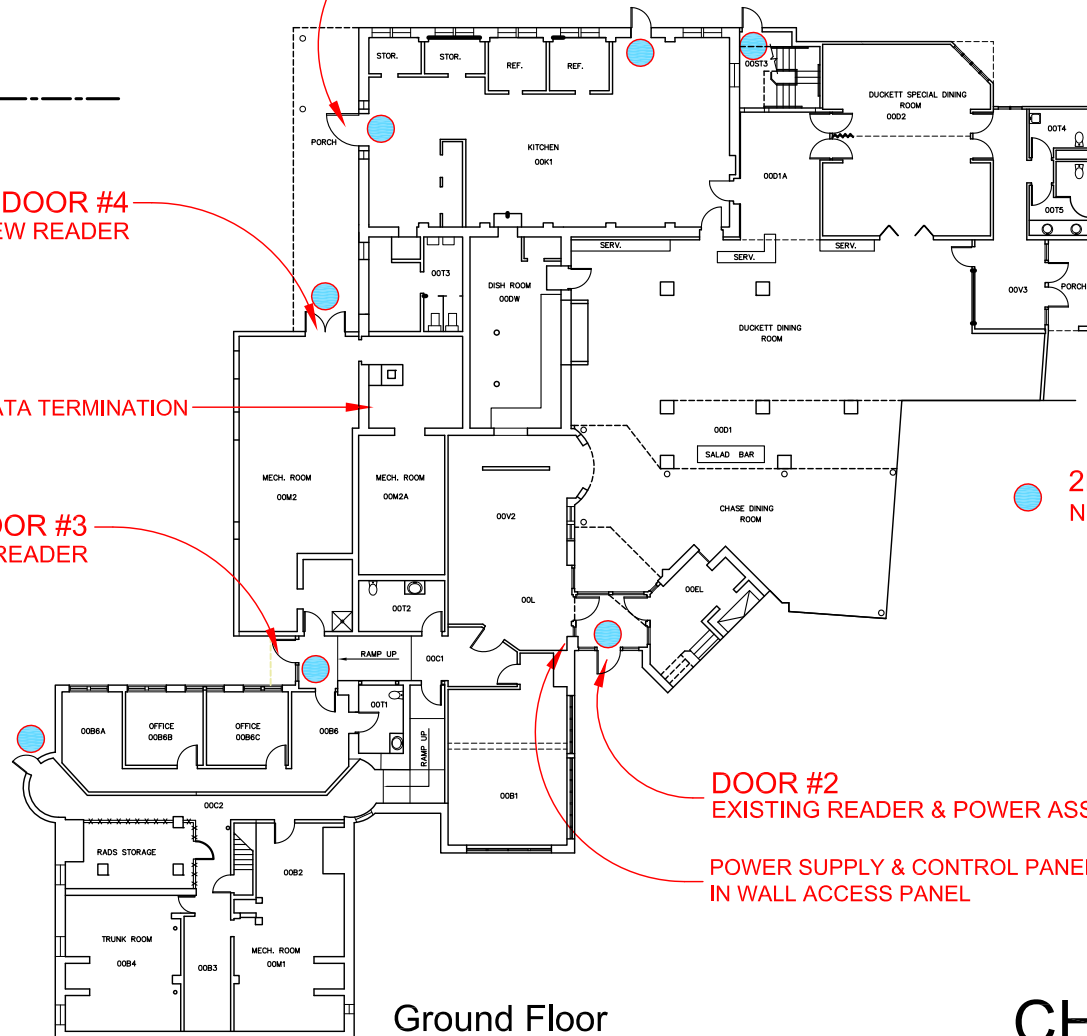 STOR.
STOR.
REF.
REF.
00ST3
DUCKETT SPECIAL DINING
ROOM
00D2
00T4
PORCH
KITCHEN
00K1
00D1A
00T5
DOOR #4
EW READER
SERV.
SERV.
SERV.
00T3
DISH ROOM
00DW
00V3
PORCH
DUCKETT DINING
ROOM
ATA TERMINATION
00D1
SALAD BAR
MECH. ROOM
00M2
MECH. ROOM
00M2A
2
N
CHASE DINING
ROOM
00V2
OOR #3
READER
00EL
00T2
00L
RAMP UP
00C1
00B6A
OFFICE
00B6B
OFFICE
00B6C
00B6
00T1
RAMP UP
DOOR #2
EXISTING READER & POWER ASS
00C2
00B1
RADS STORAGE
00B2
POWER SUPPLY & CONTROL PANEL
IN WALL ACCESS PANEL
TRUNK ROOM
00B4
00B3
MECH. ROOM
00M1
Ground Floor
CH